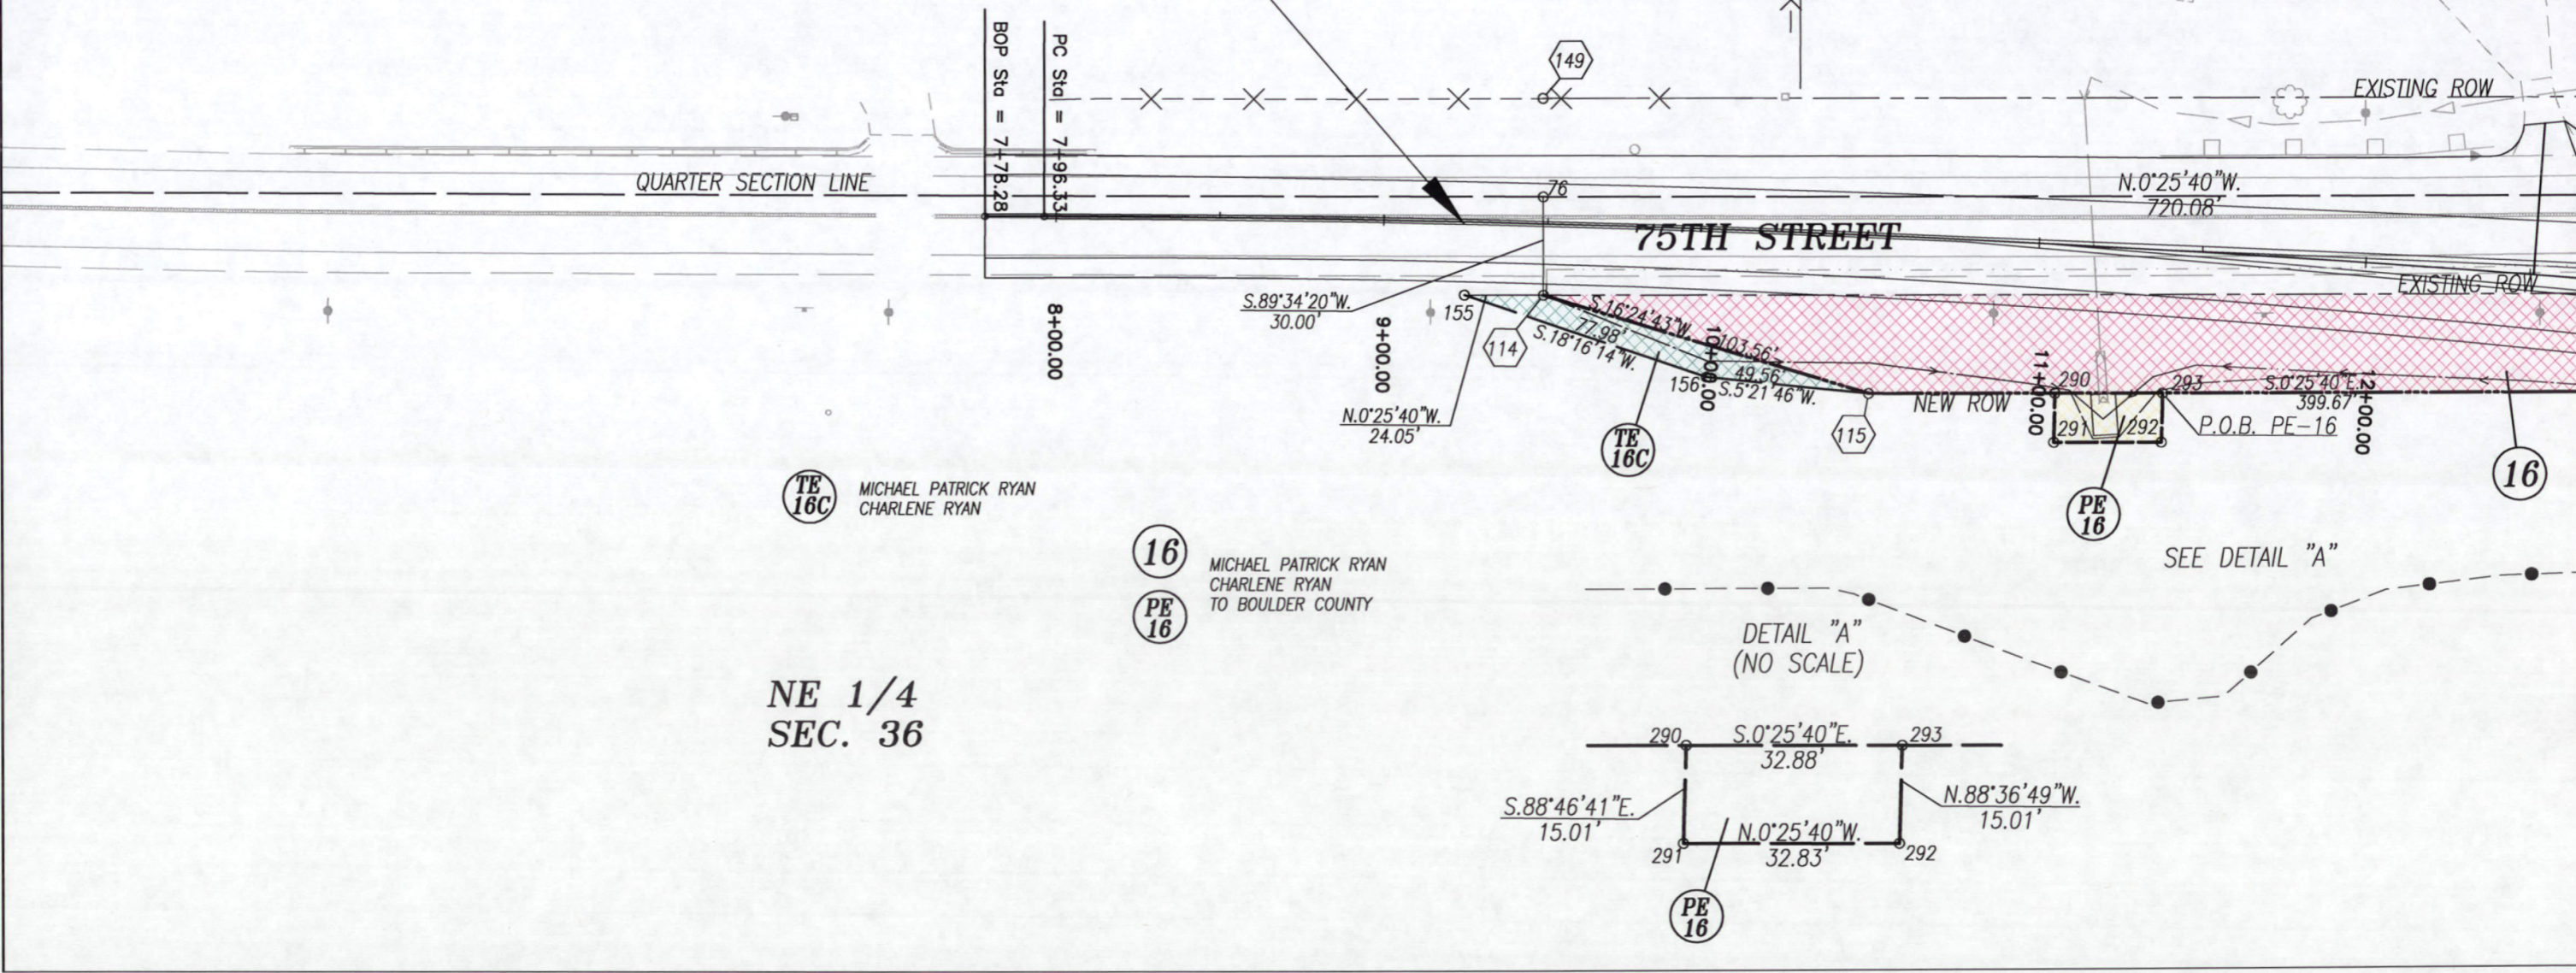 BOP Sta = 7+78.28
PC Sta = 7+96.33
149
EXISTING ROW
QUARTER SECTION LINE
76
N.0°25'40"W.
720.08'
75TH STREET
EXISTING ROW
S.89°34'20"W.
30.00'
155
114
S.16°24'43"W.
103.56'
77.98'
S.18°16'14"W.
N.0°25'40"W.
24.05'
8+00.00
9+00.00
10+00.00
49.56'
156
S.5°21'46"W.
TE
16C
115
NEW ROW
11+00.00
290
293
291
292
S.0°25'40"E.
399.67'
12+00.00
P.O.B. PE-16
16
PE
16
TE
16C
MICHAEL PATRICK RYAN
CHARLENE RYAN
16
PE
16
MICHAEL PATRICK RYAN
CHARLENE RYAN
TO BOULDER COUNTY
SEE DETAIL "A"
DETAIL "A"
(NO SCALE)
NE 1/4
SEC. 36
290
S.0°25'40"E.
32.88'
293
S.88°46'41"E.
15.01'
N.88°36'49"W.
15.01'
N.0°25'40"W.
32.83'
291
292
PE
16